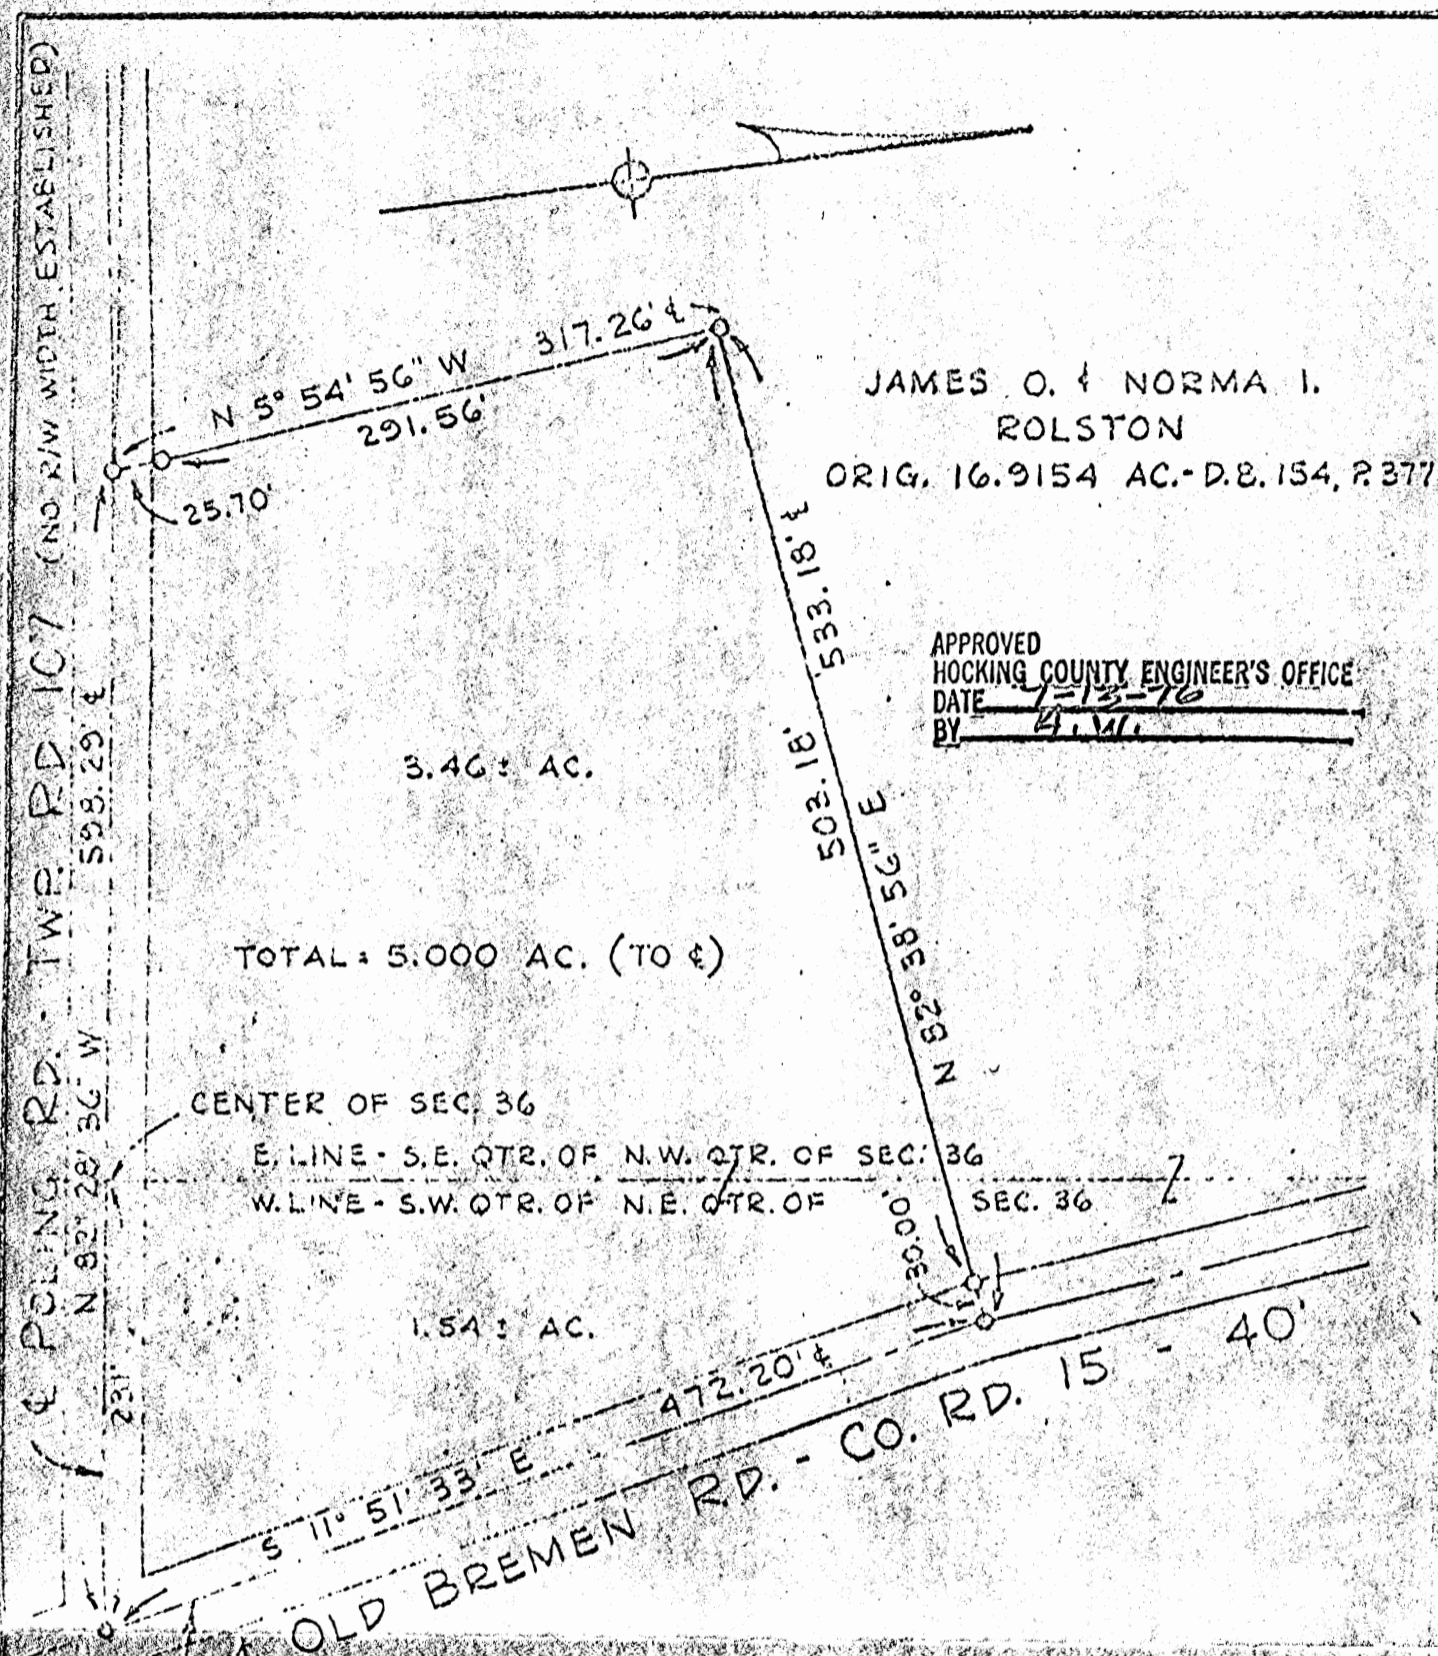 (NO R/W WIDTH ESTABLISHED)
℄ POLING RD. - TWP. RD 107
N 82° 28' 36" W 598.29' ℄
231'
N 5° 54' 56" W 317.26' ℄
291.56'
25.70'
JAMES O. & NORMA I.
ROLSTON
ORIG. 16.9154 AC. - D.B. 154, P. 377
533.18' ℄
503.18'
N 82° 38' 56" E
APPROVED
HOCKING COUNTY ENGINEER'S OFFICE
DATE 7-13-76
BY
3.46± AC.
TOTAL = 5.000 AC. (TO ℄)
CENTER OF SEC. 36
E. LINE - S.E. QTR. OF N.W. QTR. OF SEC. 36
W. LINE - S.W. QTR. OF N.E. QTR. OF SEC. 36
30.00'
1.54± AC.
S 11° 51' 33" E 472.20' ℄
OLD BREMEN RD. - CO. RD. 15 - 40'